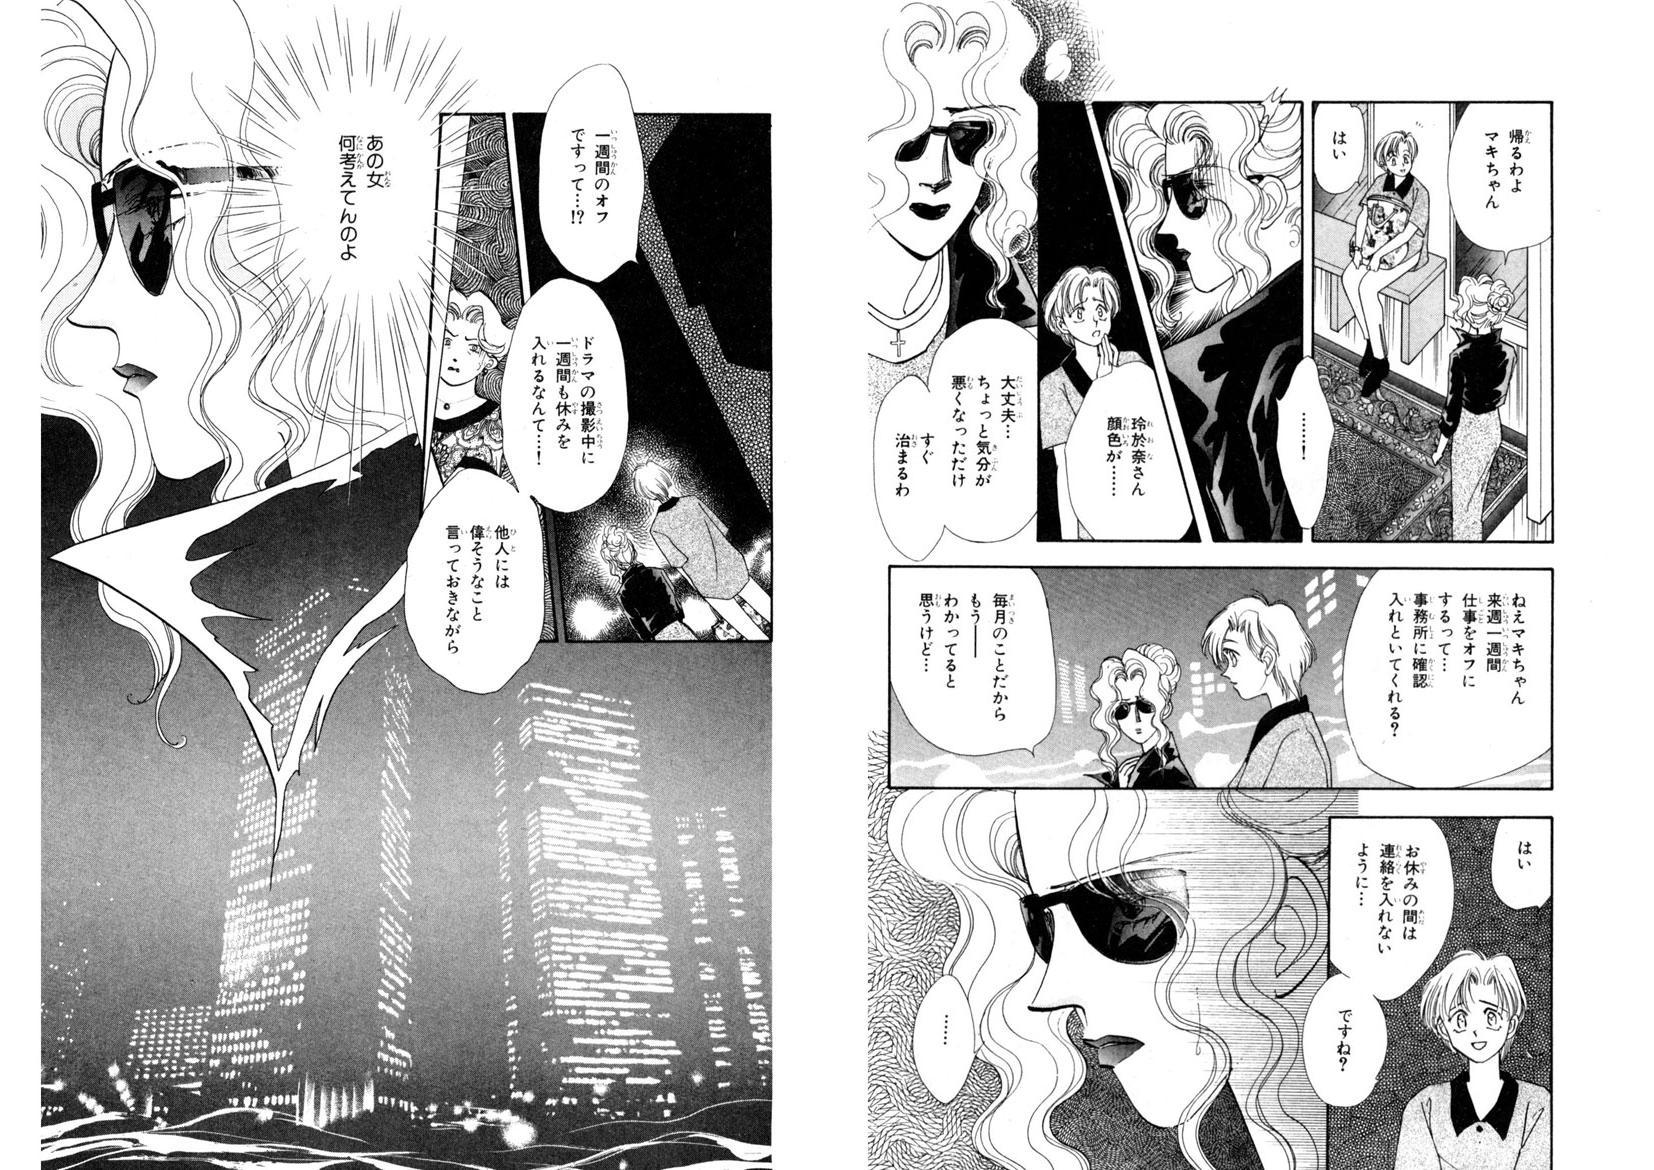 帰るわよ
マキちゃん
はい
………!
玲於奈さん
顔色が………
大丈夫…
ちょっと気分が
悪くなっただけ
すぐ
治まるわ
ねえマキちゃん
来週一週間
仕事をオフに
するって…
事務所に確認
入れといてくれる?
毎月のことだから
もう——
わかってると
思うけど…
はい
お休みの間は
連絡を入れない
ように…
ですね?
……
一週間のオフ
ですって…!?
ドラマの撮影中に
一週間も休みを
入れるなんて…!
他人には
偉そうなこと
言っておきながら
あの女
何考えてんのよ